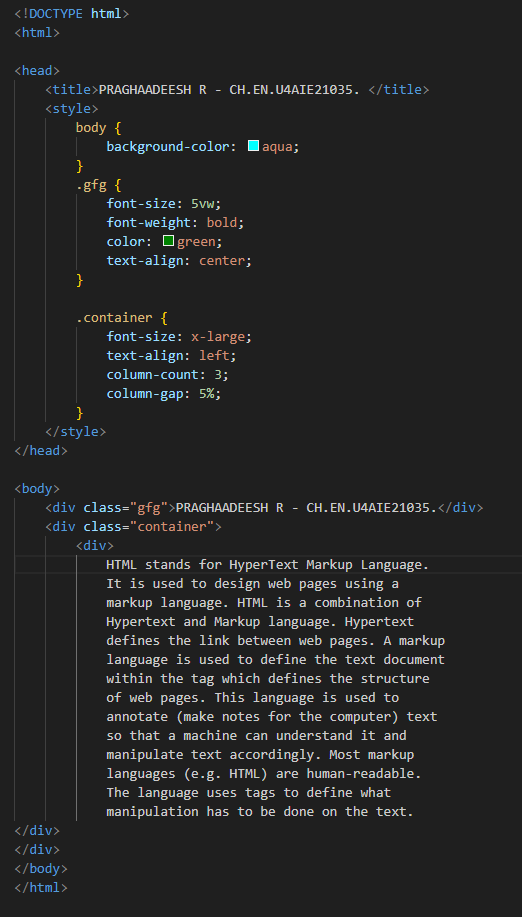 <!DOCTYPE html>
<html>
<head>
<title>PRAGHAADEESH R - CH.EN.U4AIE21035. </title>
<style>
body {
background-color: aqua;
}
.gfg {
font-size: 5vw;
font-weight: bold;
color: green;
text-align: center;
}
.container {
font-size: x-large;
text-align: left;
column-count: 3;
column-gap: 5%;
}
</style>
</head>
<body>
<div class="gfg">PRAGHAADEESH R - CH.EN.U4AIE21035.</div>
<div class="container">
<div>
HTML stands for HyperText Markup Language.
It is used to design web pages using a
markup language. HTML is a combination of
Hypertext and Markup language. Hypertext
defines the link between web pages. A markup
language is used to define the text document
within the tag which defines the structure
of web pages. This language is used to
annotate (make notes for the computer) text
so that a machine can understand it and
manipulate text accordingly. Most markup
languages (e.g. HTML) are human-readable.
The language uses tags to define what
manipulation has to be done on the text.
</div>
</div>
</body>
</html>